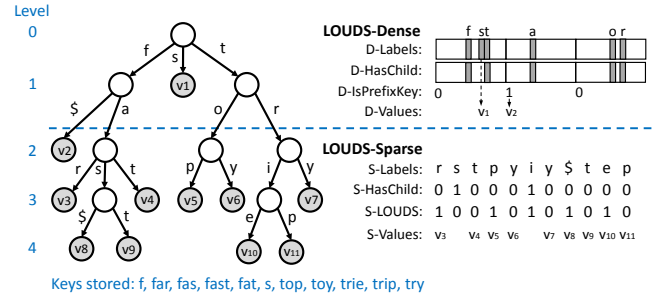 Level
0
1
2
3
4
f
s
t
v1
$
a
o
r
v2
r
s
t
p
y
i
y
v3
v4
v5
v6
v7
$
t
e
p
v8
v9
v10
v11
LOUDS-Dense
f st a o r
D-Labels:
D-HasChild:
D-IsPrefixKey: 0 1 0
D-Values: v1 v2
LOUDS-Sparse
S-Labels: r s t p y i y $ t e p
S-HasChild: 0 1 0 0 0 1 0 0 0 0 0
S-LOUDS: 1 0 0 1 0 1 0 1 0 1 0
S-Values: v3 v4 v5 v6 v7 v8 v9 v10 v11
Keys stored: f, far, fas, fast, fat, s, top, toy, trie, trip, try